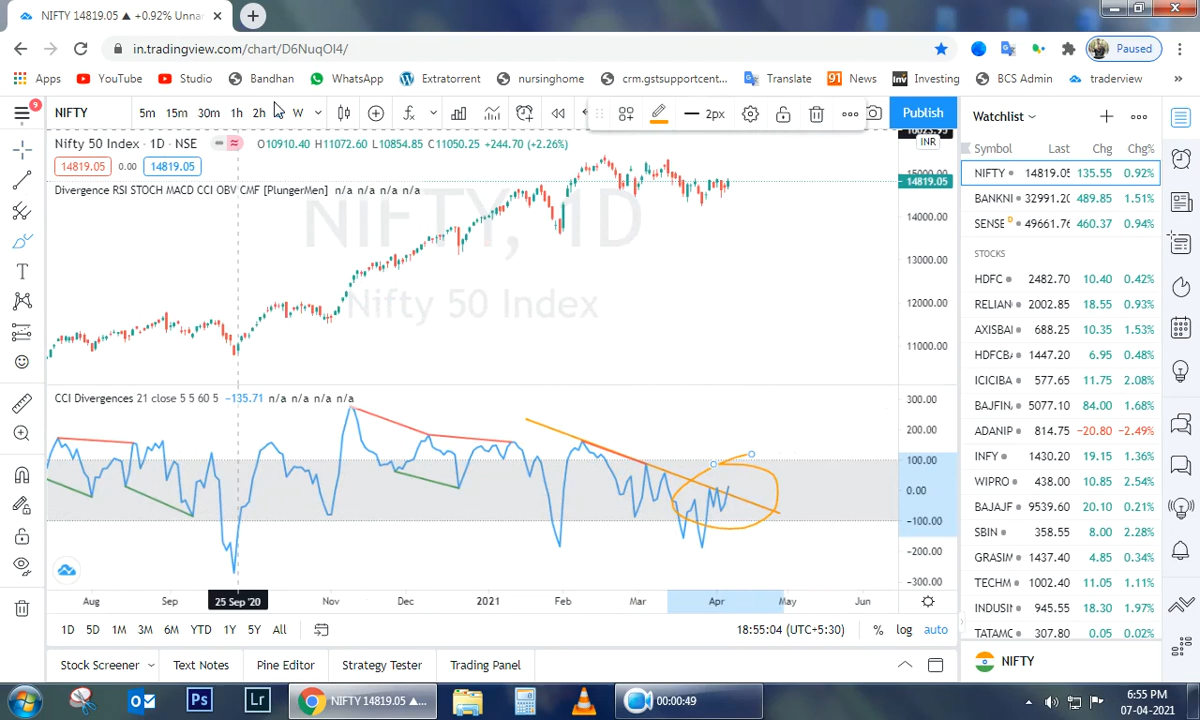 NIFTY 14819.05 ▲ +0.92% Unnar
in.tradingview.com/chart/D6NuqOI4/
Paused
Apps YouTube Studio Bandhan WhatsApp Extratorrent nursinghome crm.gstsupportcent... Translate 91 News Inv Investing BCS Admin traderview »
9
NIFTY 5m 15m 30m 1h 2h W 2px Publish
Watchlist
Nifty 50 Index · 1D · NSE O10910.40 H11072.60 L10854.85 C11050.25 +244.70 (+2.26%)
INR
14819.05 0.00 14819.05
Divergence RSI STOCH MACD CCI OBV CMF [PlungerMen] n/a n/a n/a n/a
NIFTY, 1D
Nifty 50 Index
15000.00
14819.05
14000.00
13000.00
12000.00
11000.00
CCI Divergences 21 close 5 5 60 5 −135.71 n/a n/a n/a n/a
300.00
200.00
100.00
0.00
-100.00
-200.00
-300.00
Aug Sep 25 Sep '20 Nov Dec 2021 Feb Mar Apr May Jun
1D 5D 1M 3M 6M YTD 1Y 5Y All 18:55:04 (UTC+5:30) % log auto
Stock Screener Text Notes Pine Editor Strategy Tester Trading Panel
Symbol Last Chg Chg%
NIFTY 14819.05 135.55 0.92%
BANKNI 32991.20 489.85 1.51%
SENSE D 49661.76 460.37 0.94%
STOCKS
HDFC 2482.70 10.40 0.42%
RELIAN 2002.85 18.55 0.93%
AXISBAI 688.25 10.35 1.53%
HDFCBA 1447.20 6.95 0.48%
ICICIBA 577.65 11.75 2.08%
BAJFIN 5077.10 84.00 1.68%
ADANIP 814.75 -20.80 -2.49%
INFY 1430.20 19.15 1.36%
WIPRO 438.00 10.85 2.54%
BAJAJF 9539.60 20.10 0.21%
SBIN 358.55 8.00 2.28%
GRASIM 1437.40 4.85 0.34%
TECHM 1002.40 11.05 1.11%
INDUSI 945.55 18.30 1.97%
TATAMC 307.80 0.05 0.02%
NIFTY
Ps Lr NIFTY 14819.05 ▲... 00:00:49
6:55 PM
07-04-2021